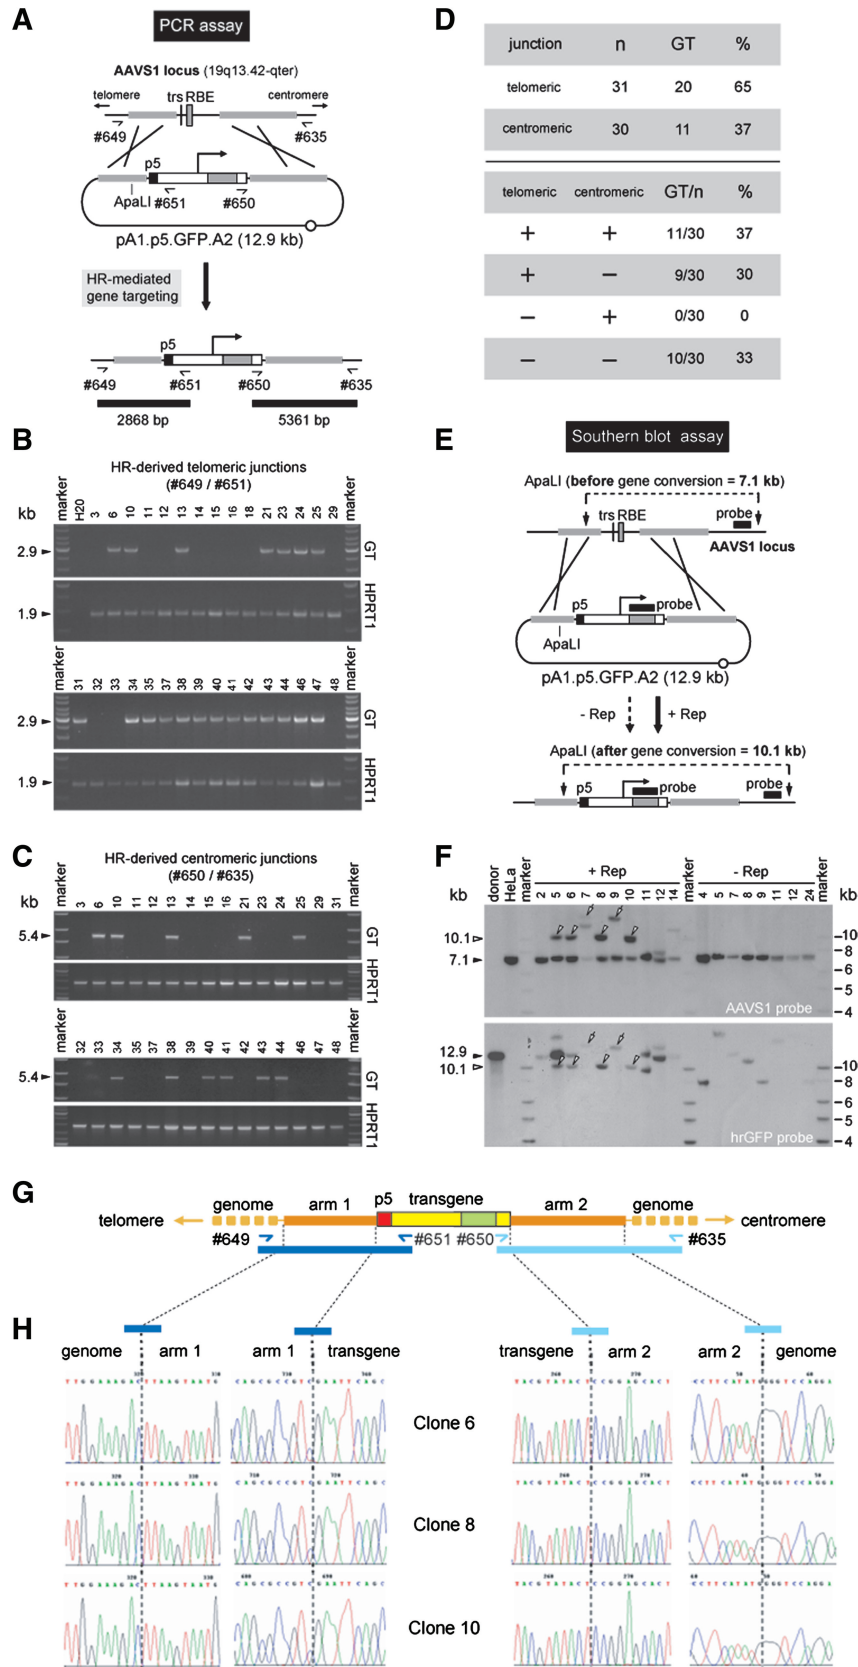 A
PCR assay
AAVS1 locus (19q13.42-qter)
telomere
trs RBE
centromere
#649
#635
p5
ApaLI
#651
#650
pA1.p5.GFP.A2 (12.9 kb)
HR-mediated
gene targeting
p5
#649
#651
#650
#635
2868 bp
5361 bp
B
HR-derived telomeric junctions
(#649 / #651)
kb
marker
H20
3 6 10 11 12 13 14 15 16 18 21 23 24 25 29
marker
2.9
GT
1.9
HPRT1
marker
31 32 33 34 35 37 38 39 40 41 42 43 44 46 47 48
marker
2.9
GT
1.9
HPRT1
C
HR-derived centromeric junctions
(#650 / #635)
kb
marker
3 6 10 11 12 13 14 15 16 21 23 24 25 29 31
marker
5.4
GT
HPRT1
marker
32 33 34 35 37 38 39 40 41 42 43 44 46 47 48
marker
5.4
GT
HPRT1
D
junction n GT %
telomeric 31 20 65
centromeric 30 11 37
telomeric centromeric GT/n %
+ + 11/30 37
+ − 9/30 30
− + 0/30 0
− − 10/30 33
E
Southern blot assay
ApaLI (before gene conversion = 7.1 kb)
trs RBE
probe
AAVS1 locus
p5
probe
ApaLI
pA1.p5.GFP.A2 (12.9 kb)
- Rep
+ Rep
ApaLI (after gene conversion = 10.1 kb)
p5
probe
probe
F
kb
donor
HeLa
marker
+ Rep
2 5 6 7 8 9 10 11 12 14
marker
- Rep
4 5 7 8 9 11 12 24
marker
kb
10.1
7.1
10
8
6
5
4
AAVS1 probe
12.9
10.1
10
8
6
5
4
hrGFP probe
G
telomere
genome
arm 1
p5
transgene
arm 2
genome
centromere
#649
#651
#650
#635
H
genome
arm 1
arm 1
transgene
transgene
arm 2
arm 2
genome
Clone 6
Clone 8
Clone 10